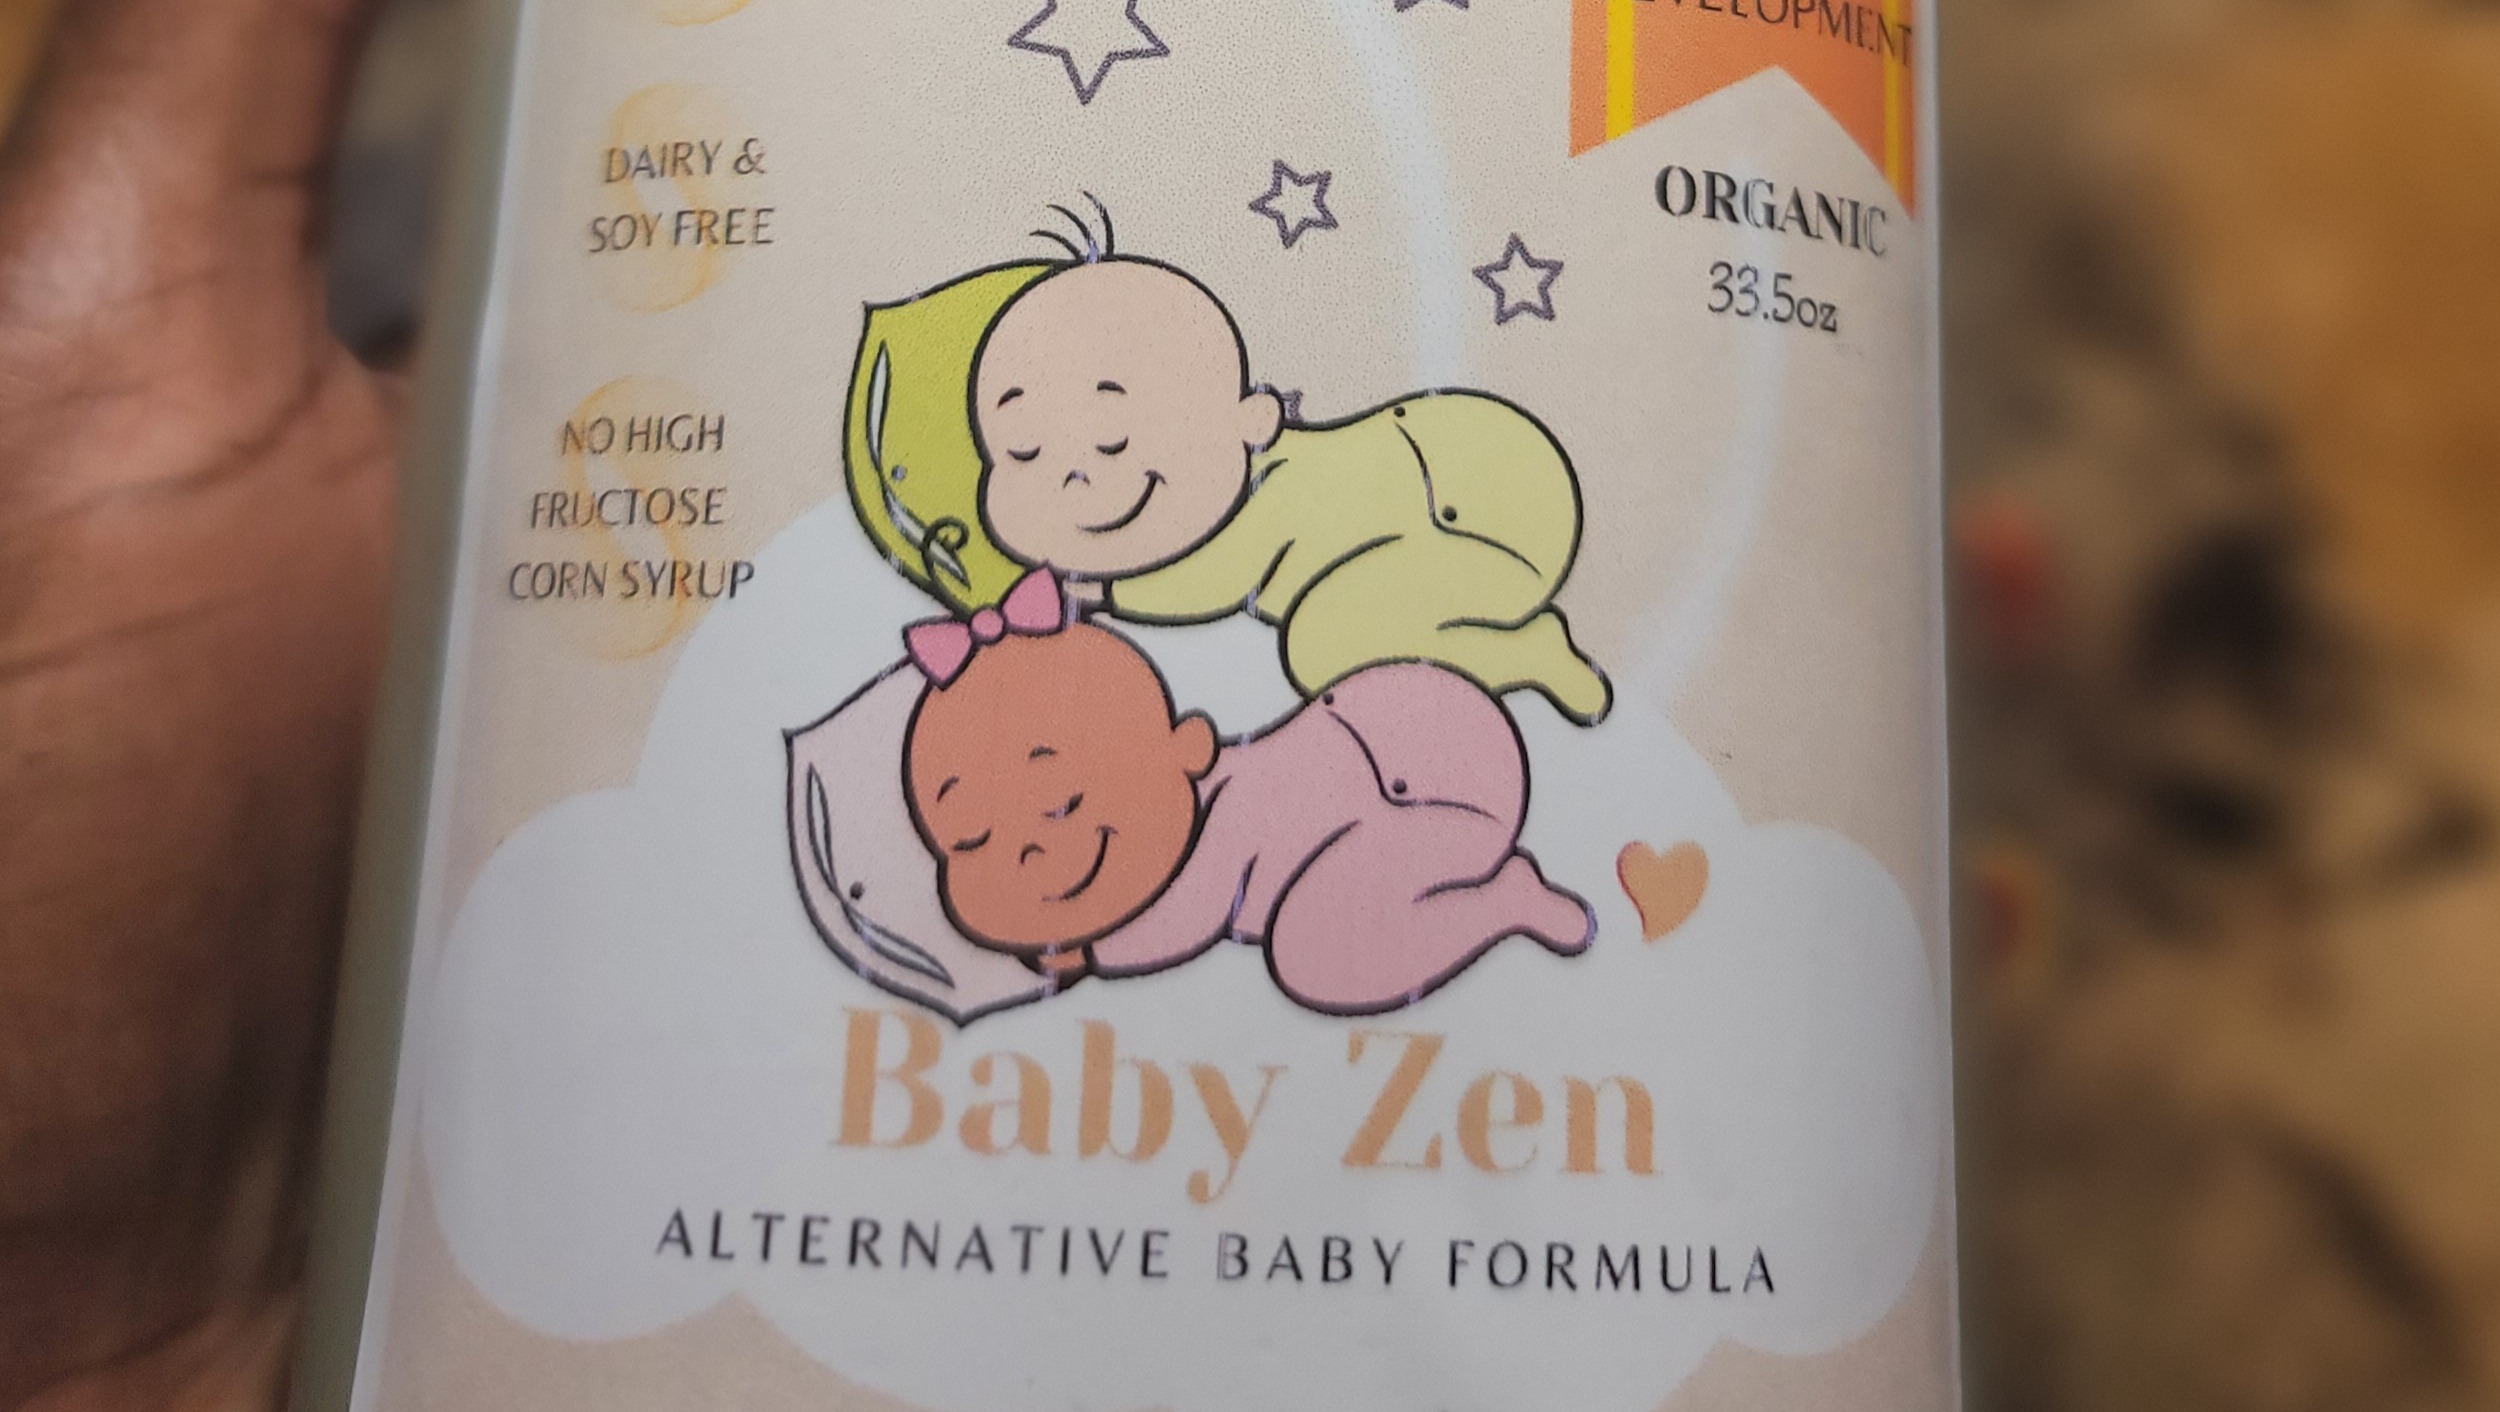 DAIRY &
SOY FREE
NO HIGH
FRUCTOSE
CORN SYRUP
ORGANIC
33.5oz
Baby Zen
ALTERNATIVE BABY FORMULA